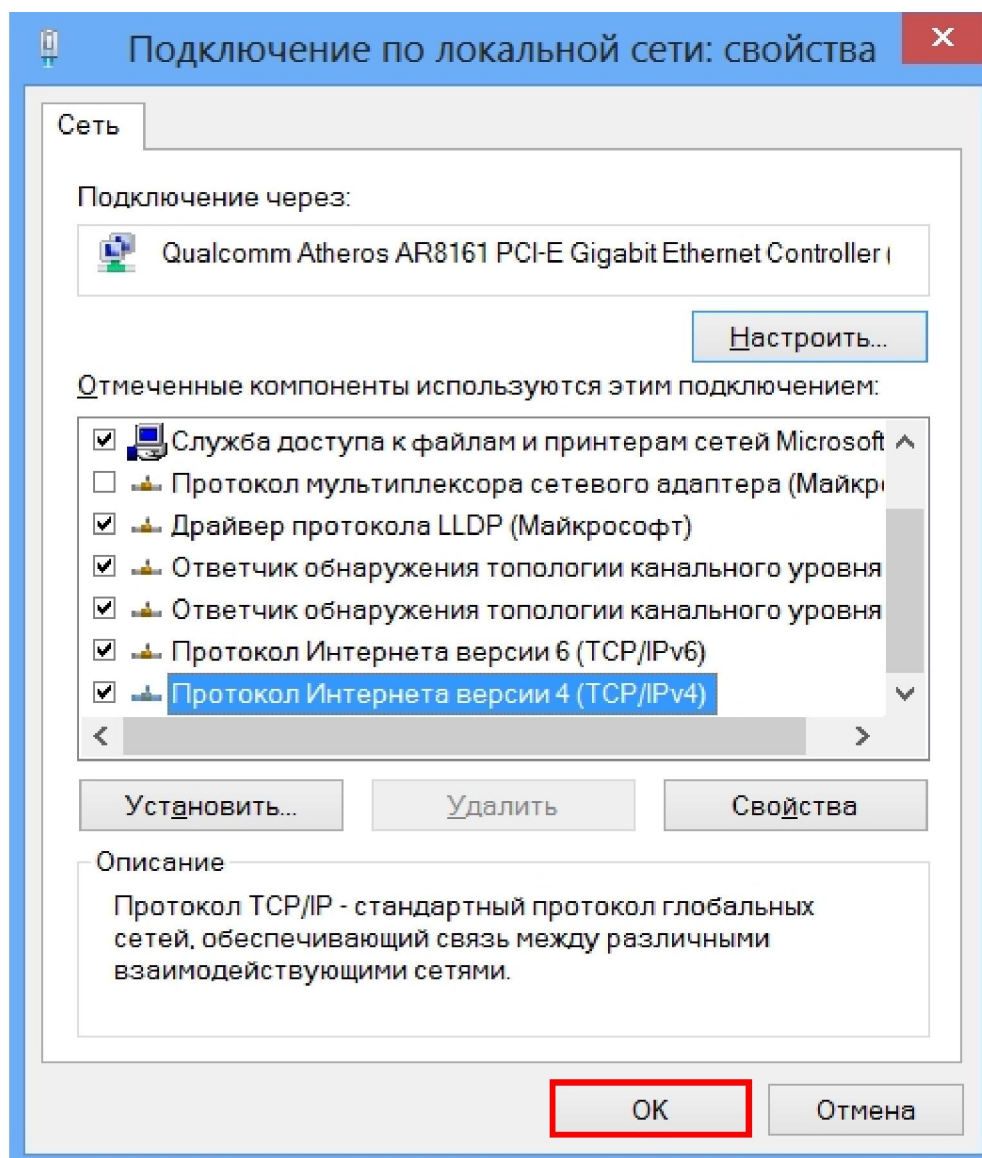 Подключение по локальной сети: свойства
Сеть
Подключение через:
Qualcomm Atheros AR8161 PCI-E Gigabit Ethernet Controller (
Настроить...
Отмеченные компоненты используются этим подключением:
Служба доступа к файлам и принтерам сетей Microsoft
Протокол мультиплексора сетевого адаптера
Драйвер протокола LLDP (Майкрософт)
Ответчик обнаружения топологии канального уровня
Ответчик обнаружения топологии канального уровня
Протокол Интернета версии 6 (TCP/IPv6)
Протокол Интернета версии 4 (TCP/IPv4)
Установить... Удалить Свойства
Описание
Протокол TCP/IP - стандартный протокол глобальных
сетей, обеспечивающий связь между различными
взаимодействующими сетями.
OK Отмена